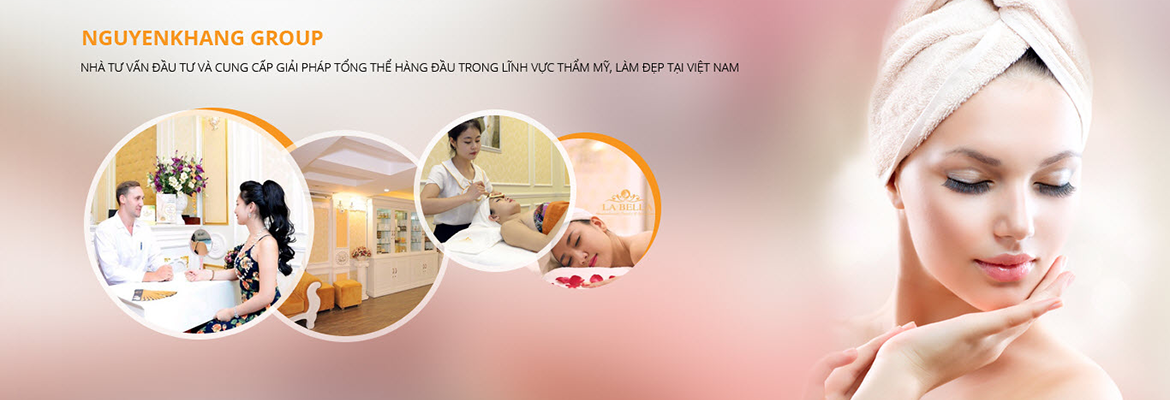 NGUYENKHANG GROUP
NHÀ TƯ VẤN ĐẦU TƯ VÀ CUNG CẤP GIẢI PHÁP TỔNG THỂ HÀNG ĐẦU TRONG LĨNH VỰC THẨM MỸ, LÀM ĐẸP TẠI VIỆT NAM
LA BELL